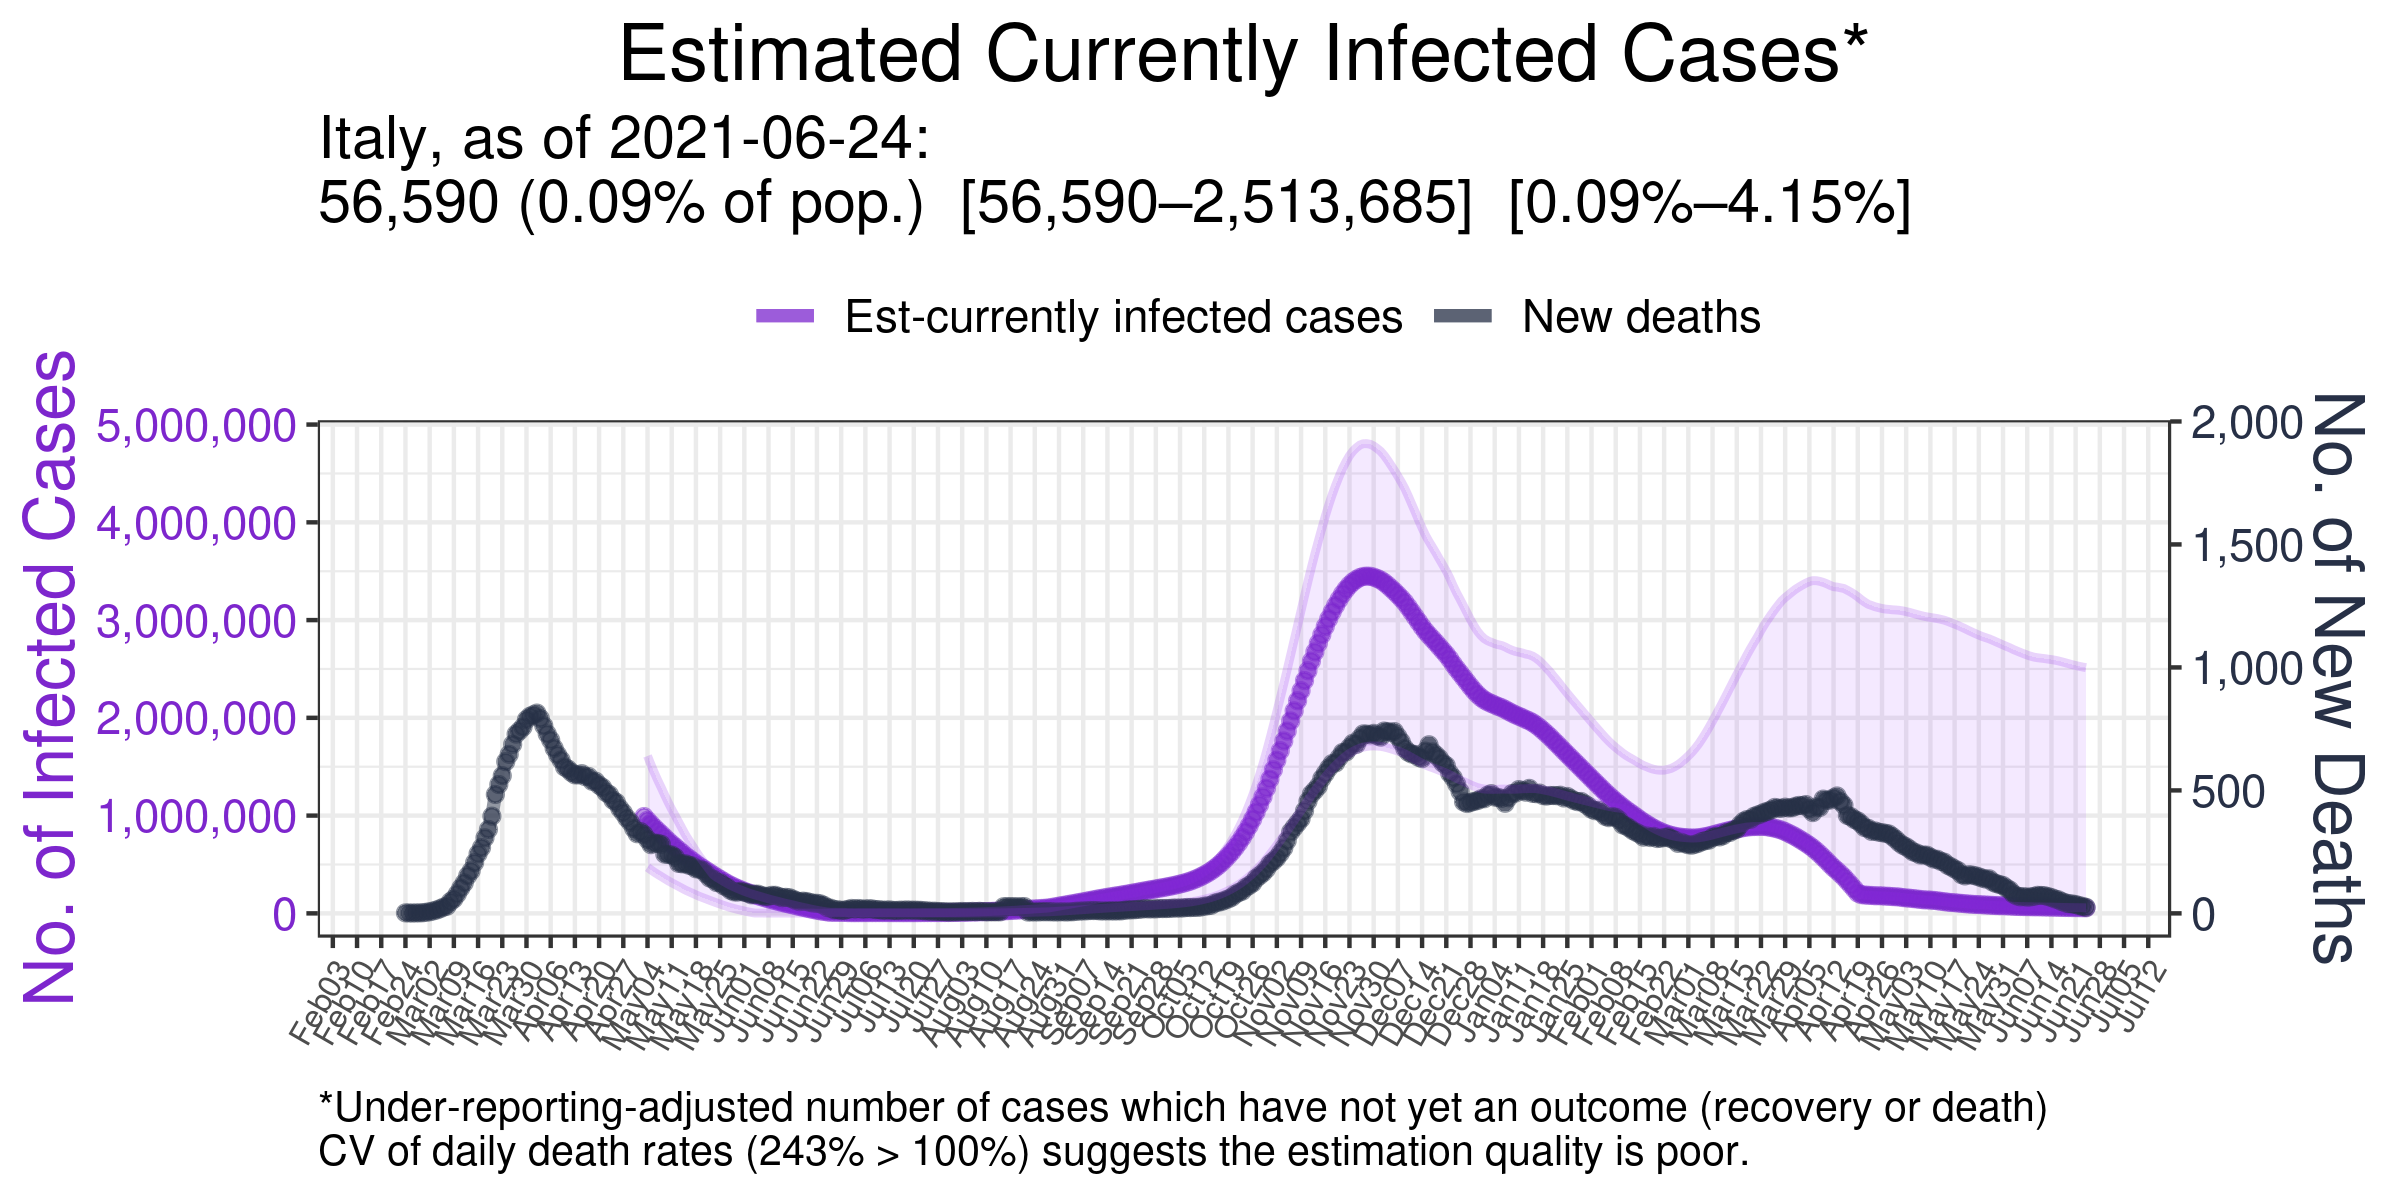 Estimated Currently Infected Cases*
Italy, as of 2021-06-24:
56,590 (0.09% of pop.)  [56,590–2,513,685]  [0.09%–4.15%]
Est-currently infected cases
New deaths
No. of Infected Cases
5,000,000
4,000,000
3,000,000
2,000,000
1,000,000
0
2,000
1,500
1,000
500
0
No. of New Deaths
Feb03
Feb10
Feb17
Feb24
Mar02
Mar09
Mar16
Mar23
Mar30
Apr06
Apr13
Apr20
Apr27
May04
May11
May18
May25
Jun01
Jun08
Jun15
Jun22
Jun29
Jul06
Jul13
Jul20
Jul27
Aug03
Aug10
Aug17
Aug24
Aug31
Sep07
Sep14
Sep21
Sep28
Oct05
Oct12
Oct19
Oct26
Nov02
Nov09
Nov16
Nov23
Nov30
Dec07
Dec14
Dec21
Dec28
Jan04
Jan11
Jan18
Jan25
Feb01
Feb08
Feb15
Feb22
Mar01
Mar08
Mar15
Mar22
Mar29
Apr05
Apr12
Apr19
Apr26
May03
May10
May17
May24
May31
Jun07
Jun14
Jun21
Jun28
Jul05
Jul12
*Under-reporting-adjusted number of cases which have not yet an outcome (recovery or death)
CV of daily death rates (243% > 100%) suggests the estimation quality is poor.